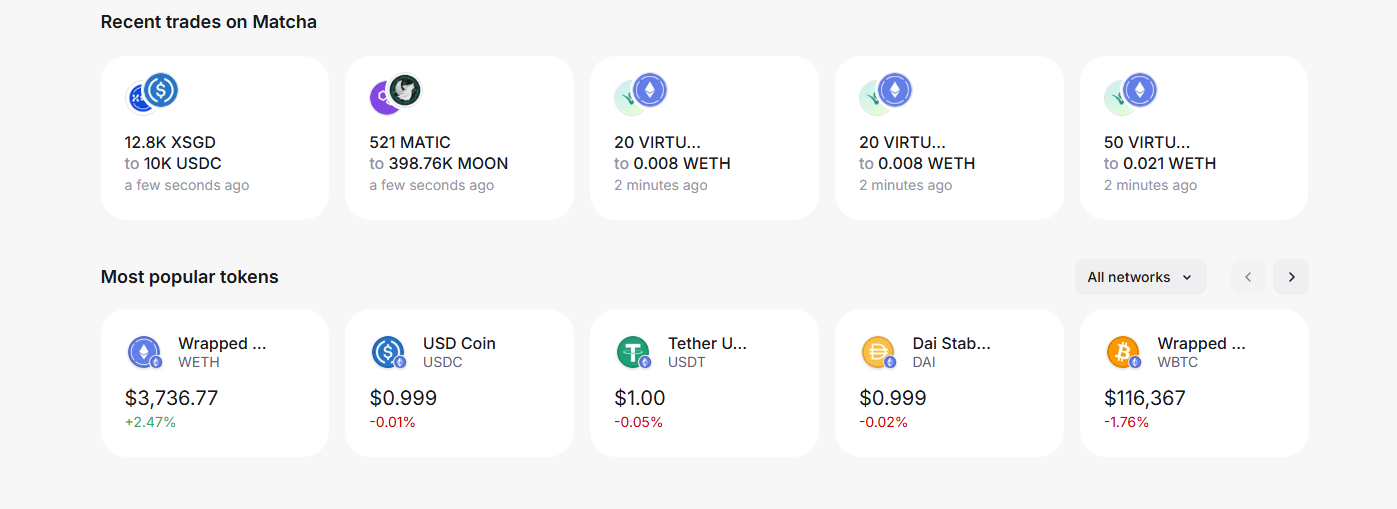 Recent trades on Matcha
12.8K XSGD
to 10K USDC
a few seconds ago
521 MATIC
to 398.76K MOON
a few seconds ago
20 VIRTU...
to 0.008 WETH
2 minutes ago
20 VIRTU...
to 0.008 WETH
2 minutes ago
50 VIRTU...
to 0.021 WETH
2 minutes ago
Most popular tokens
All networks
Wrapped ...
WETH
$3,736.77
+2.47%
USD Coin
USDC
$0.999
-0.01%
Tether U...
USDT
$1.00
-0.05%
Dai Stab...
DAI
$0.999
-0.02%
Wrapped ...
WBTC
$116,367
-1.76%